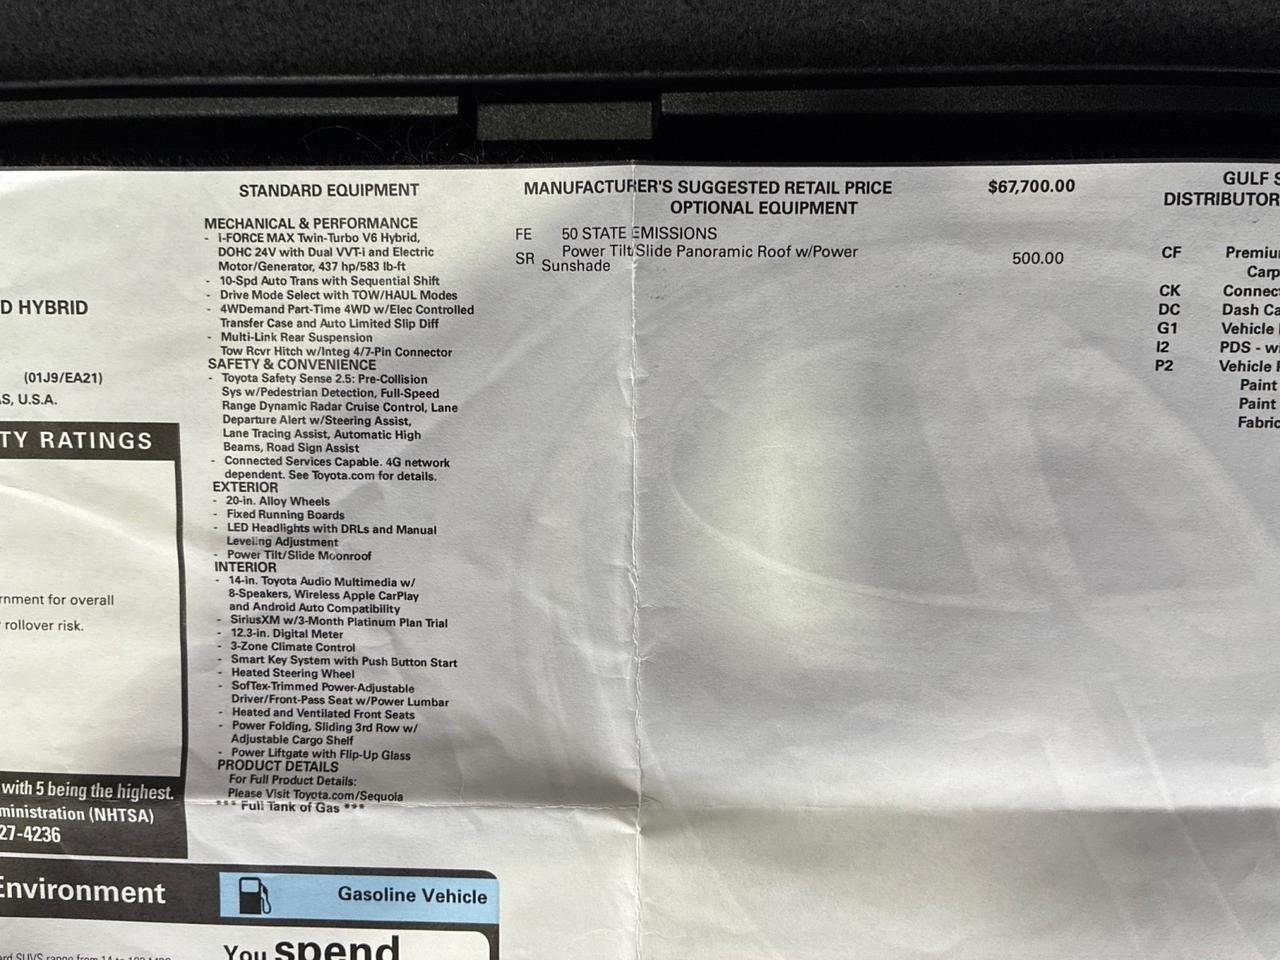 D HYBRID
(01J9/EA21)
S, U.S.A.
TY RATINGS
rnment for overall
rollover risk.
with 5 being the highest.
ministration (NHTSA)
27-4236
Environment
STANDARD EQUIPMENT
MECHANICAL & PERFORMANCE
- i-FORCE MAX Twin-Turbo V6 Hybrid,
DOHC 24V with Dual VVT-i and Electric
Motor/Generator, 437 hp/583 lb-ft
- 10-Spd Auto Trans with Sequential Shift
- Drive Mode Select with TOW/HAUL Modes
- 4WDemand Part-Time 4WD w/Elec Controlled
Transfer Case and Auto Limited Slip Diff
- Multi-Link Rear Suspension
Tow Rcvr Hitch w/Integ 4/7-Pin Connector
SAFETY & CONVENIENCE
- Toyota Safety Sense 2.5: Pre-Collision
Sys w/Pedestrian Detection, Full-Speed
Range Dynamic Radar Cruise Control, Lane
Departure Alert w/Steering Assist,
Lane Tracing Assist, Automatic High
Beams, Road Sign Assist
- Connected Services Capable. 4G network
dependent. See Toyota.com for details.
EXTERIOR
- 20-in. Alloy Wheels
- Fixed Running Boards
- LED Headlights with DRLs and Manual
Leveling Adjustment
- Power Tilt/Slide Moonroof
INTERIOR
- 14-in. Toyota Audio Multimedia w/
8-Speakers, Wireless Apple CarPlay
and Android Auto Compatibility
- SiriusXM w/3-Month Platinum Plan Trial
- 12.3-in. Digital Meter
- 3-Zone Climate Control
- Smart Key System with Push Button Start
- Heated Steering Wheel
- SofTex-Trimmed Power-Adjustable
Driver/Front-Pass Seat w/Power Lumbar
- Heated and Ventilated Front Seats
- Power Folding, Sliding 3rd Row w/
Adjustable Cargo Shelf
- Power Liftgate with Flip-Up Glass
PRODUCT DETAILS
For Full Product Details:
Please Visit Toyota.com/Sequoia
*** Full Tank of Gas ***
Gasoline Vehicle
You spend
MANUFACTURER'S SUGGESTED RETAIL PRICE $67,700.00
OPTIONAL EQUIPMENT
FE 50 STATE EMISSIONS
SR Power Tilt/Slide Panoramic Roof w/Power 500.00
Sunshade
GULF S
DISTRIBUTOR
CF Premium
Carp
CK Connect
DC Dash Ca
G1 Vehicle
I2 PDS - wi
P2 Vehicle
Paint
Paint
Fabric